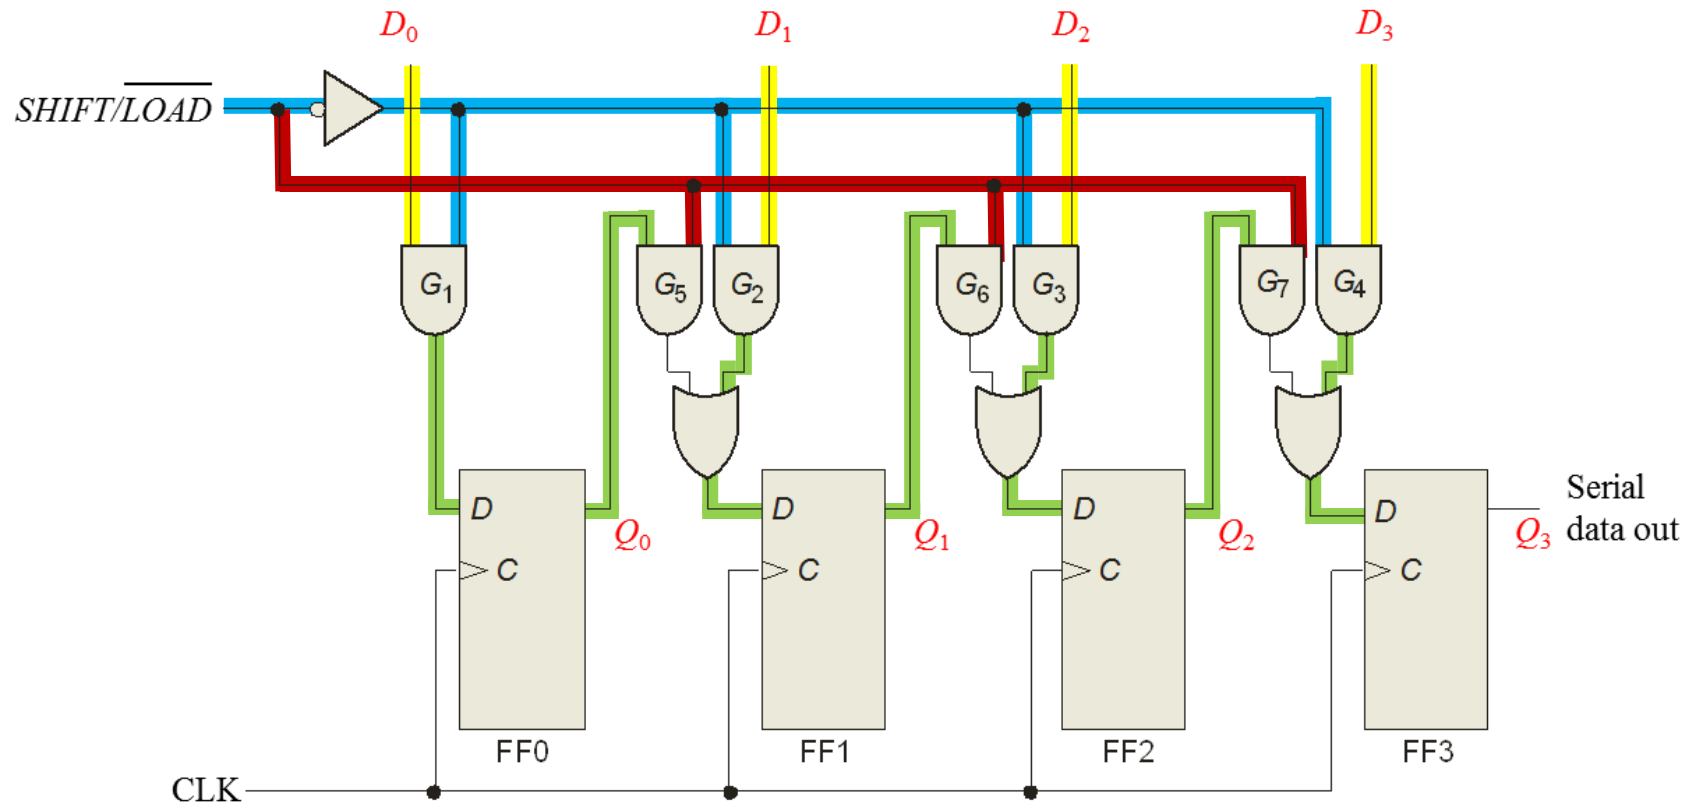 D0 D1 D2 D3
SHIFT/LOAD
G1 G5 G2 G6 G3 G7 G4
D D D D
Serial
data out
Q0 Q1 Q2 Q3
C C C C
FF0 FF1 FF2 FF3
CLK